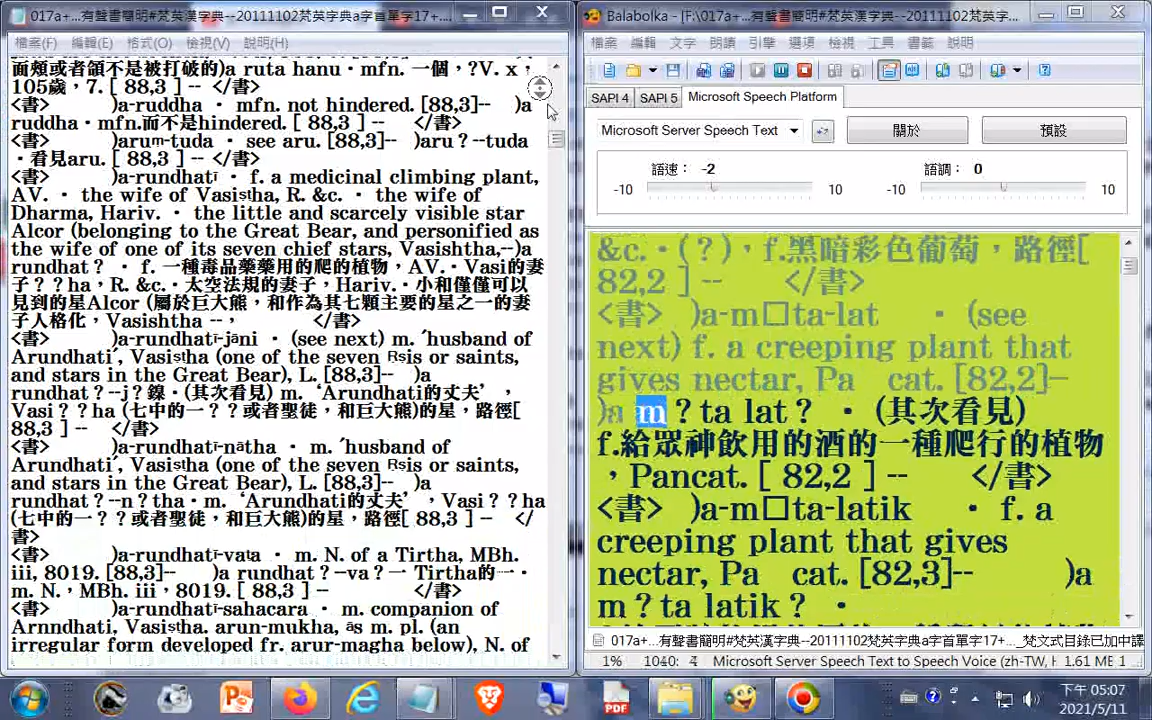 017a+...有聲書簡明#梵英漢字典--20111102梵英字典a字首單字17+...
檔案(F) 編輯(E) 格式(O) 檢視(V) 說明(H)
面頰或者頷不是被打破的)a ruta hanu‧mfn. 一個，?V. x，
105歲，7. [ 88,3 ] -- </書>
<書> )a-ruddha ‧ mfn. not hindered. [88,3]-- )a
ruddha‧mfn.而不是hindered. [ 88,3 ] -- </書>
<書> )arum-tuda ‧ see aru. [88,3]-- )aru？--tuda
‧看見aru. [ 88,3 ] -- </書>
<書> )a-rundhatī ‧ f. a medicinal climbing plant,
AV. ‧ the wife of Vasiṣṭha, R. &c. ‧ the wife of
Dharma, Hariv. ‧ the little and scarcely visible star
Alcor (belonging to the Great Bear, and personified as
the wife of one of its seven chief stars, Vasishtha,--)a
rundhat？ ‧ f. 一種毒品藥藥用的爬的植物，AV.‧Vasi的妻
子？？ha, R. &c.‧太空法規的妻子，Hariv.‧小和僅僅可以
見到的星Alcor (屬於巨大熊，和作為其七顆主要的星之一的妻
子人格化，Vasishtha --， </書>
<書> )a-rundhatī-jāni ‧ (see next) m. 'husband of
Arundhati', Vasiṣṭha (one of the seven Rsis or saints,
and stars in the Great Bear), L. [88,3]-- )a
rundhat？--j？鎳‧(其次看見) m.‘Arundhati的丈夫’，
Vasi？？ha (七中的一？？或者聖徒，和巨大熊)的星，路徑[
88,3 ] -- </書>
<書> )a-rundhatī-nātha ‧ m. 'husband of
Arundhati', Vasiṣṭha (one of the seven Rsis or saints,
and stars in the Great Bear), L. [88,3]-- )a
rundhat？--n？tha‧m.‘Arundhati的丈夫’，Vasi？？ha
(七中的一？？或者聖徒，和巨大熊)的星，路徑[ 88,3 ] -- </
書>
<書> )a-rundhatī-vaṭa ‧ m. N. of a Tirtha, MBh.
iii, 8019. [88,3]-- )a rundhat？--va？一 Tirtha的一‧
m. N., MBh. iii，8019. [ 88,3 ] -- </書>
<書> )a-rundhatī-sahacara ‧ m. companion of
Arnndhati, Vasiṣṭha. arun-mukha, ās m. pl. (an
irregular form developed fr. arur-magha below), N. of
Balabolka - [F:\017a+...有聲書簡明#梵英漢字典--20111102梵英字...
檔案 編輯 文字 朗讀 引擎 選項 檢視 工具 書籤 說明
SAPI 4 SAPI 5 Microsoft Speech Platform
Microsoft Server Speech Text 關於 預設
語速： -2 語調： 0
-10 10 -10 10
&c.‧(？)，f.黑暗彩色葡萄，路徑[
82,2 ] -- </書>
<書> )a-m□ta-lat ‧ (see
next) f. a creeping plant that
gives nectar, Pa cat. [82,2]--
)a m？ta lat？ ‧ (其次看見)
f.給眾神飲用的酒的一種爬行的植物
，Pancat. [ 82,2 ] -- </書>
<書> )a-m□ta-latik ‧ f. a
creeping plant that gives
nectar, Pa cat. [82,3]-- )a
m？ta latik？ ‧
017a+...有聲書簡明#梵英漢字典--20111102梵英字典a字首單字17+..._梵文式目錄已加中譯
1% 1040: 4 Microsoft Server Speech Text to Speech Voice (zh-TW, H 1.61 MB 1
下午 05:07
2021/5/11